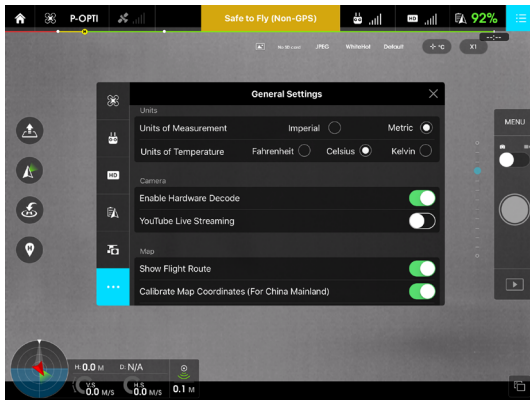 P-OPTI
Safe to Fly (Non-GPS)
HD
92%
--:--
No SD card
JPEG
WhiteHot
Default
°C
X1
General Settings
Units
Units of Measurement Imperial Metric
HD
Units of Temperature Fahrenheit Celsius Kelvin
Camera
Enable Hardware Decode
YouTube Live Streaming
Map
Show Flight Route
Calibrate Map Coordinates (For China Mainland)
MENU
H
N
H: 0.0 M D: N/A
V.S 0.0 M/S H.S 0.0 M/S 0.1 M